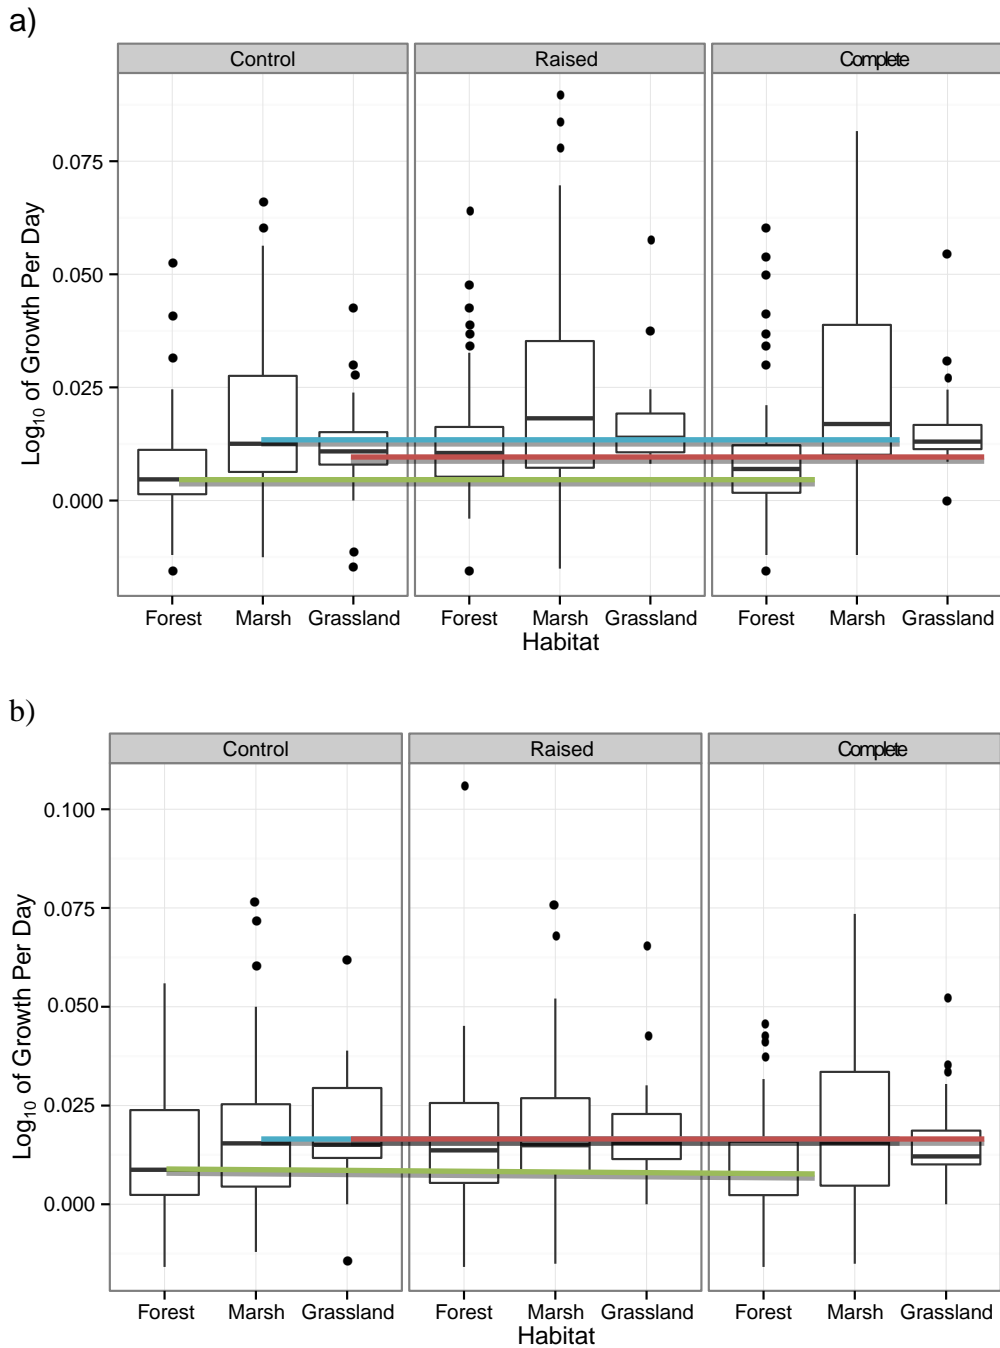 a)
Control Raised Complete
Log₁₀ of Growth Per Day
0.075
0.050
0.025
0.000
Forest Marsh Grassland Forest Marsh Grassland Forest Marsh Grassland
Habitat
b)
Control Raised Complete
Log₁₀ of Growth Per Day
0.100
0.075
0.050
0.025
0.000
Forest Marsh Grassland Forest Marsh Grassland Forest Marsh Grassland
Habitat